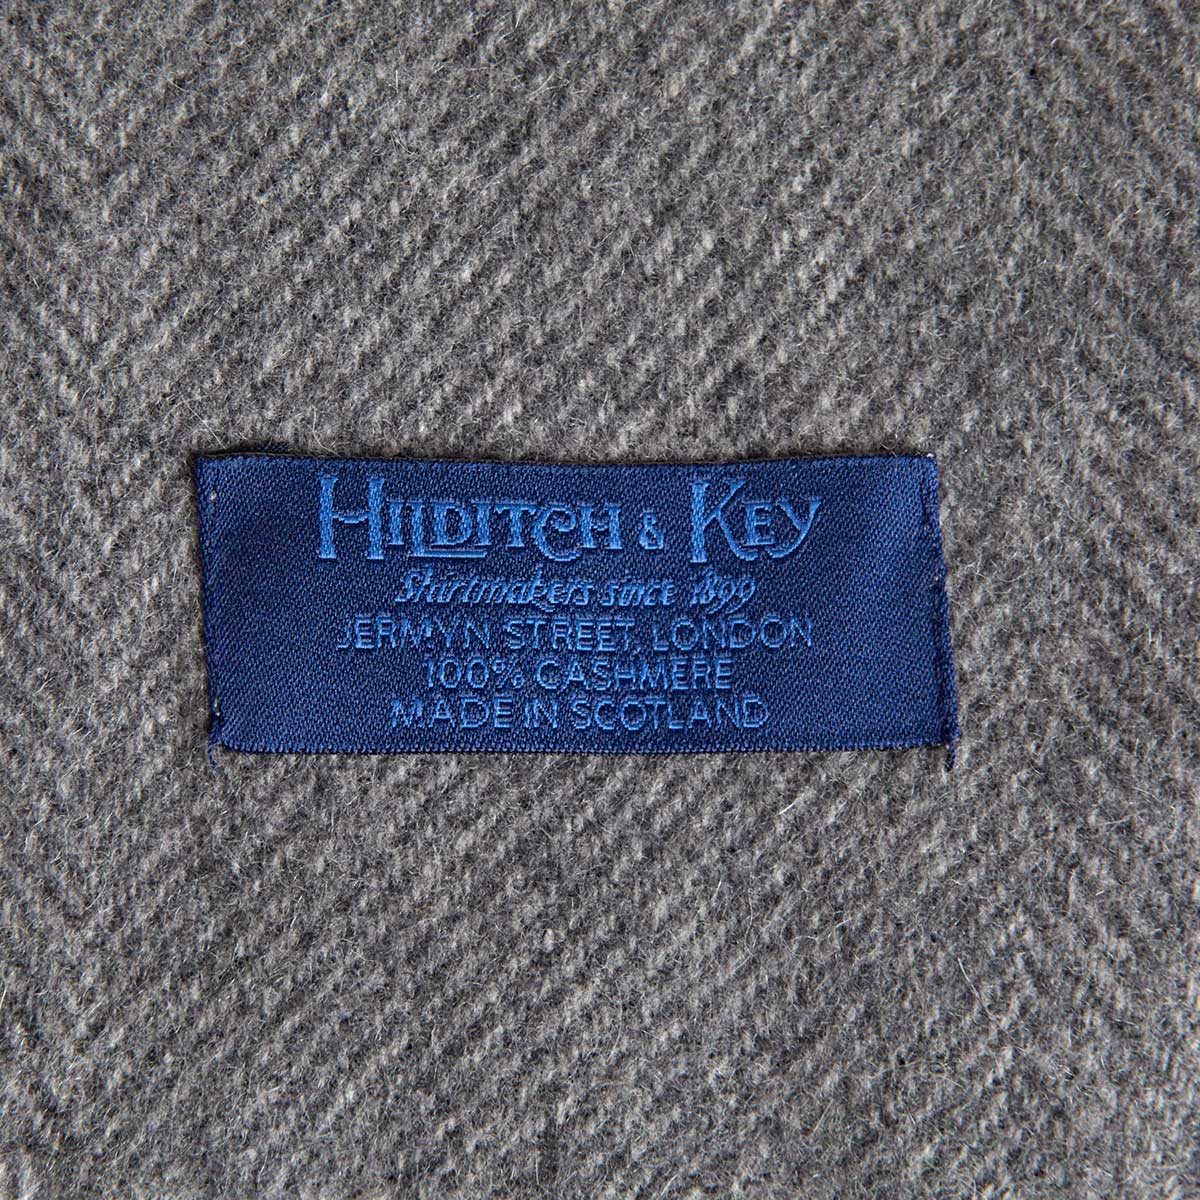 HILDITCH & KEY
Shirtmakers since 1899
JERMYN STREET, LONDON
100% CASHMERE
MADE IN SCOTLAND